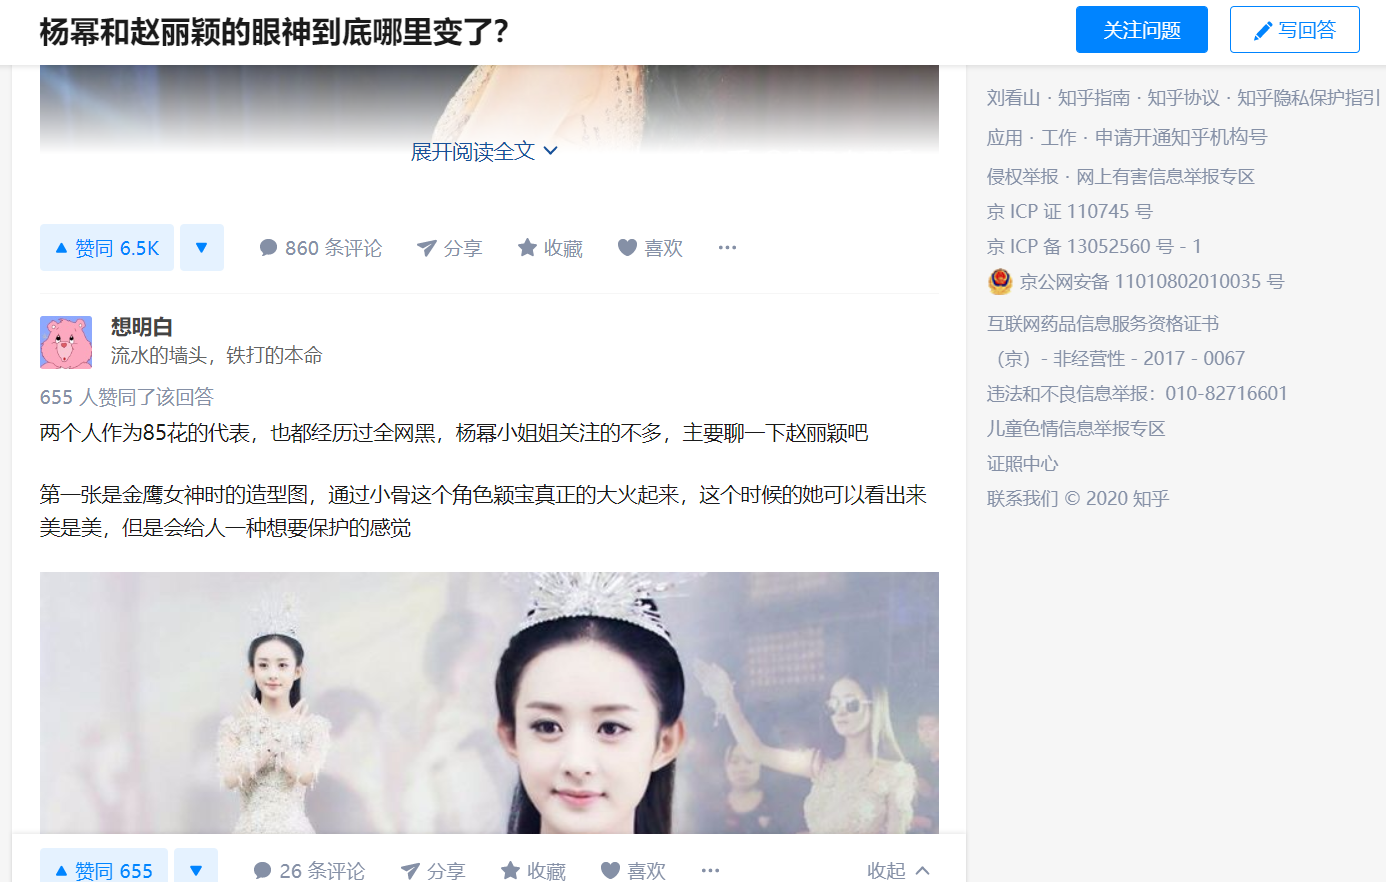 杨幂和赵丽颖的眼神到底哪里变了？
关注问题
写回答
展开阅读全文
赞同 6.5K
860 条评论
分享
收藏
喜欢
想明白
流水的墙头，铁打的本命
655 人赞同了该回答
两个人作为85花的代表，也都经历过全网黑，杨幂小姐姐关注的不多，主要聊一下赵丽颖吧
第一张是金鹰女神时的造型图，通过小骨这个角色颖宝真正的大火起来，这个时候的她可以看出来
美是美，但是会给人一种想要保护的感觉
赞同 655
26 条评论
分享
收藏
喜欢
收起
刘看山 · 知乎指南 · 知乎协议 · 知乎隐私保护指引
应用 · 工作 · 申请开通知乎机构号
侵权举报 · 网上有害信息举报专区
京 ICP 证 110745 号
京 ICP 备 13052560 号 - 1
京公网安备 11010802010035 号
互联网药品信息服务资格证书
（京）- 非经营性 - 2017 - 0067
违法和不良信息举报：010-82716601
儿童色情信息举报专区
证照中心
联系我们 © 2020 知乎